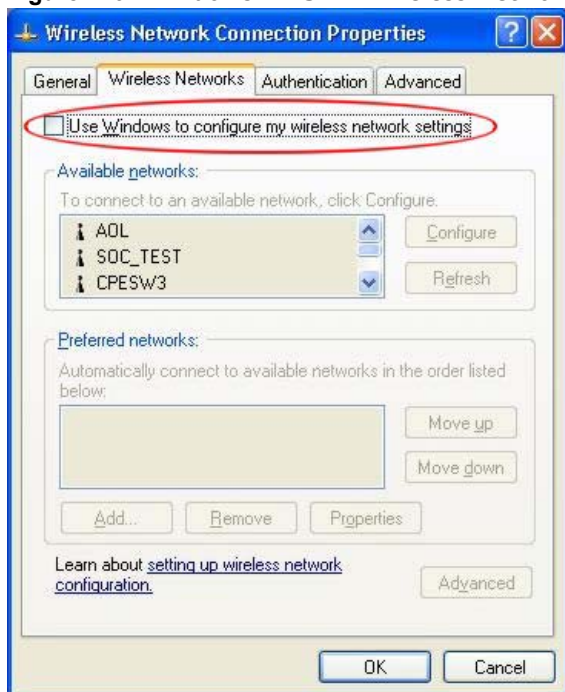 Wireless Network Connection Properties
General Wireless Networks Authentication Advanced
Use Windows to configure my wireless network settings
Available networks:
To connect to an available network, click Configure.
AOL
SOC_TEST
CPESW3
Configure
Refresh
Preferred networks:
Automatically connect to available networks in the order listed
below:
Move up
Move down
Add... Remove Properties
Learn about setting up wireless network
configuration.
Advanced
OK Cancel